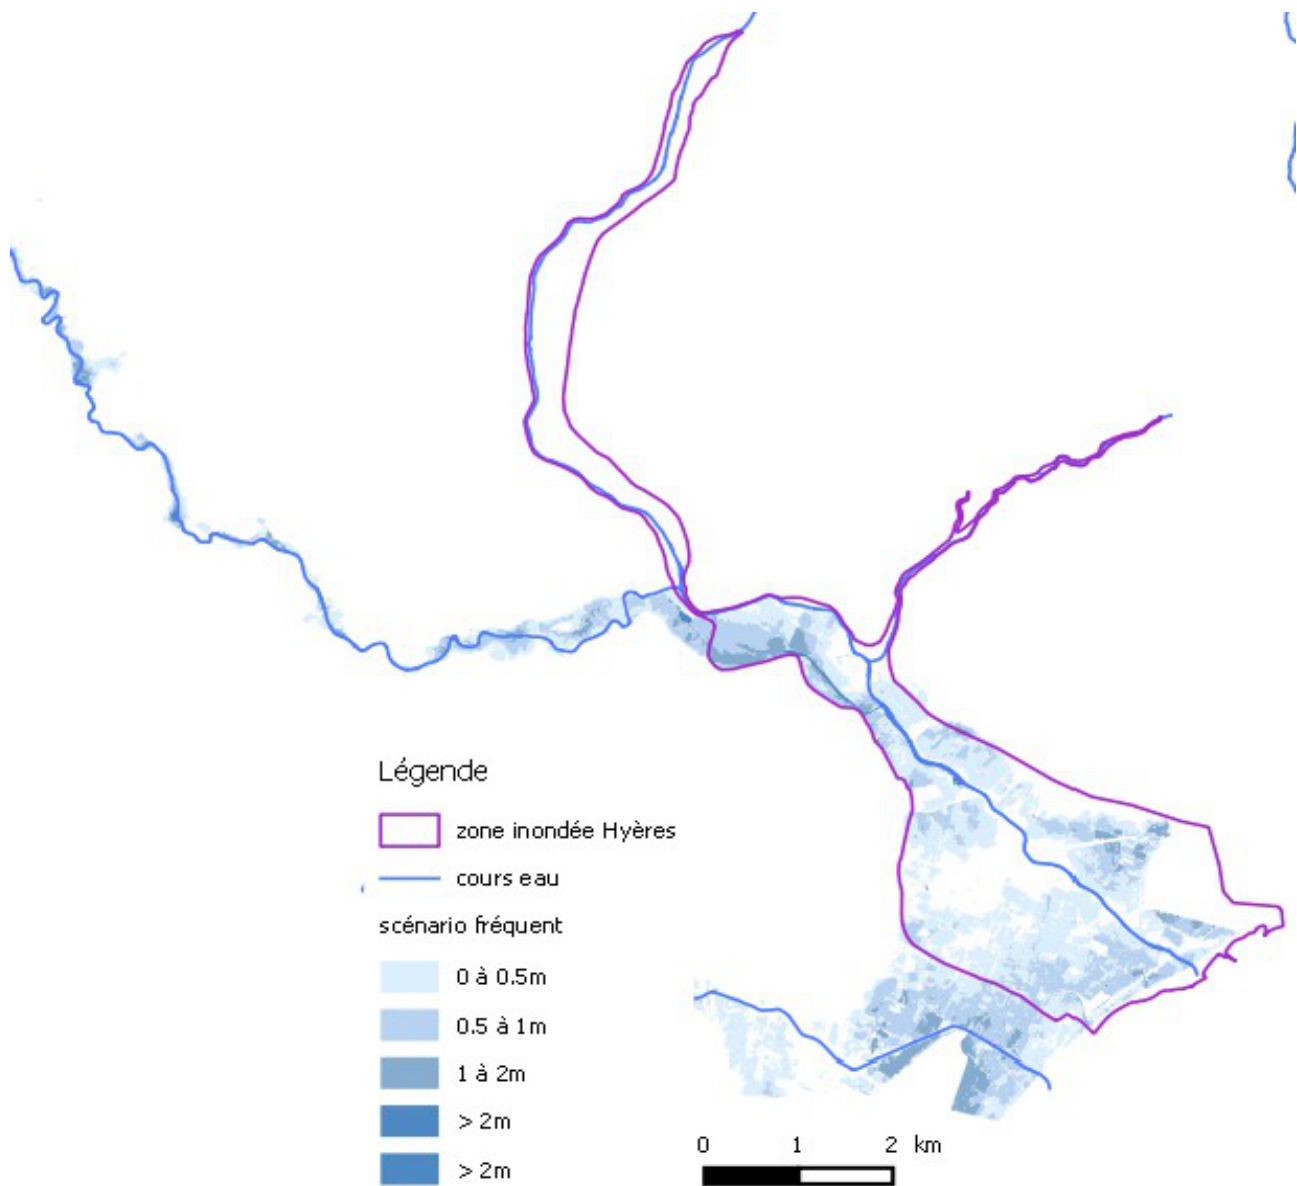 Légende
zone inondée Hyères
cours eau
scénario fréquent
0 à 0.5m
0.5 à 1m
1 à 2m
> 2m
> 2m
0 1 2 km